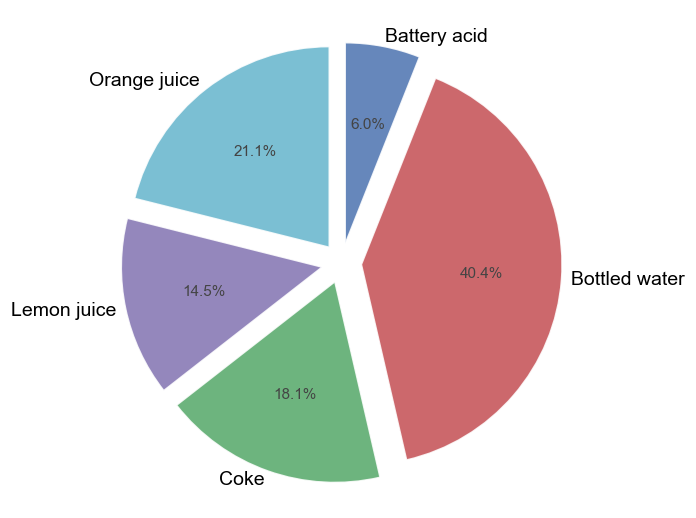 Battery acid
Orange juice
6.0%
21.1%
40.4%
Bottled water
14.5%
Lemon juice
18.1%
Coke